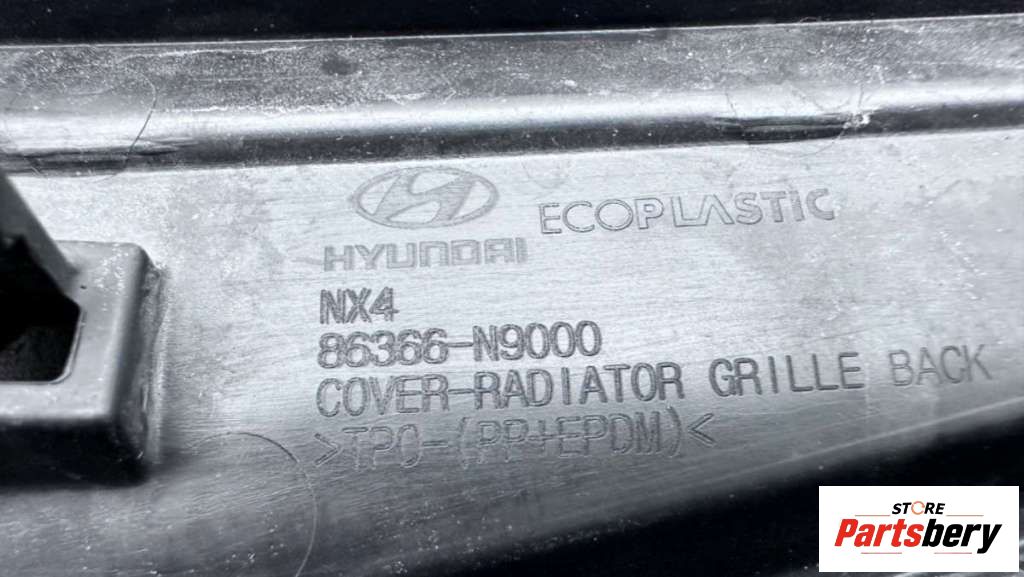 HYUNDAI
ECOPLASTIC
NX4
86366-N9000
COVER-RADIATOR GRILLE BACK
>TPO-(PP+EPDM)<
STORE
Partsbery